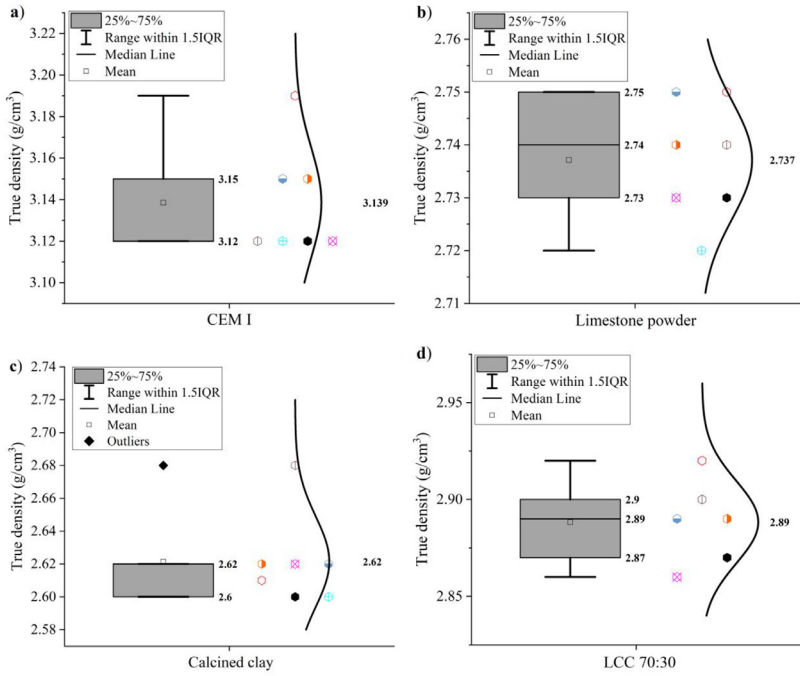 a)
25%~75%
Range within 1.5IQR
Median Line
Mean
3.22
3.20
3.18
3.16
3.14
3.12
3.10
True density (g/cm³)
3.15
3.12
3.139
CEM I
b)
25%~75%
Range within 1.5IQR
Median Line
Mean
2.76
2.75
2.74
2.73
2.72
2.71
True density (g/cm³)
2.75
2.74
2.73
2.737
Limestone powder
c)
25%~75%
Range within 1.5IQR
Median Line
Mean
Outliers
2.74
2.72
2.70
2.68
2.66
2.64
2.62
2.60
2.58
True density (g/cm³)
2.62
2.6
2.62
Calcined clay
d)
25%~75%
Range within 1.5IQR
Median Line
Mean
2.95
2.90
2.85
True density (g/cm³)
2.9
2.89
2.87
2.89
LCC 70:30